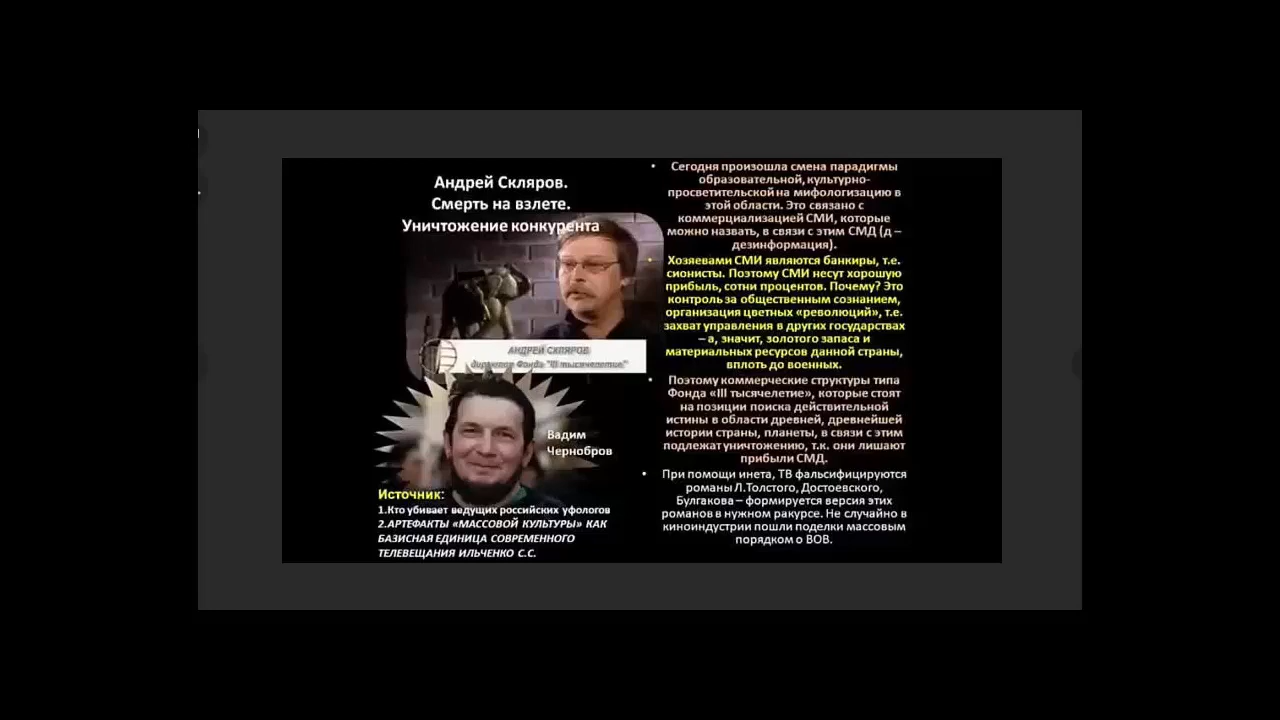 Андрей Скляров.
Смерть на взлете.
Уничтожение конкурента
АНДРЕЙ СКЛЯРОВ
директор Фонда "III тысячелетие"
Вадим
Чернобров
Источник:
1.Кто убивает ведущих российских уфологов
2.АРТЕФАКТЫ «МАССОВОЙ КУЛЬТУРЫ» КАК
БАЗИСНАЯ ЕДИНИЦА СОВРЕМЕННОГО
ТЕЛЕВЕЩАНИЯ ИЛЬЧЕНКО С.С.
• Сегодня произошла смена парадигмы
образовательной, культурно-
просветительской на мифологизацию в
этой области. Это связано с
коммерциализацией СМИ, которые
можно назвать, в связи с этим СМД (д –
дезинформация).
• Хозяевами СМИ являются банкиры, т.е.
сионисты. Поэтому СМИ несут хорошую
прибыль, сотни процентов. Почему? Это
контроль за общественным сознанием,
организация цветных «революций», т.е.
захват управления в других государствах
– а, значит, золотого запаса и
материальных ресурсов данной страны,
вплоть до военных.
• Поэтому коммерческие структуры типа
Фонда «III тысячелетие», которые стоят
на позиции поиска действительной
истины в области древней, древнейшей
истории страны, планеты, в связи с этим
подлежат уничтожению, т.к. они лишают
прибыли СМД.
• При помощи инета, ТВ фальсифицируются
романы Л.Толстого, Достоевского,
Булгакова – формируется версия этих
романов в нужном ракурсе. Не случайно в
киноиндустрии пошли поделки массовым
порядком о ВОВ.